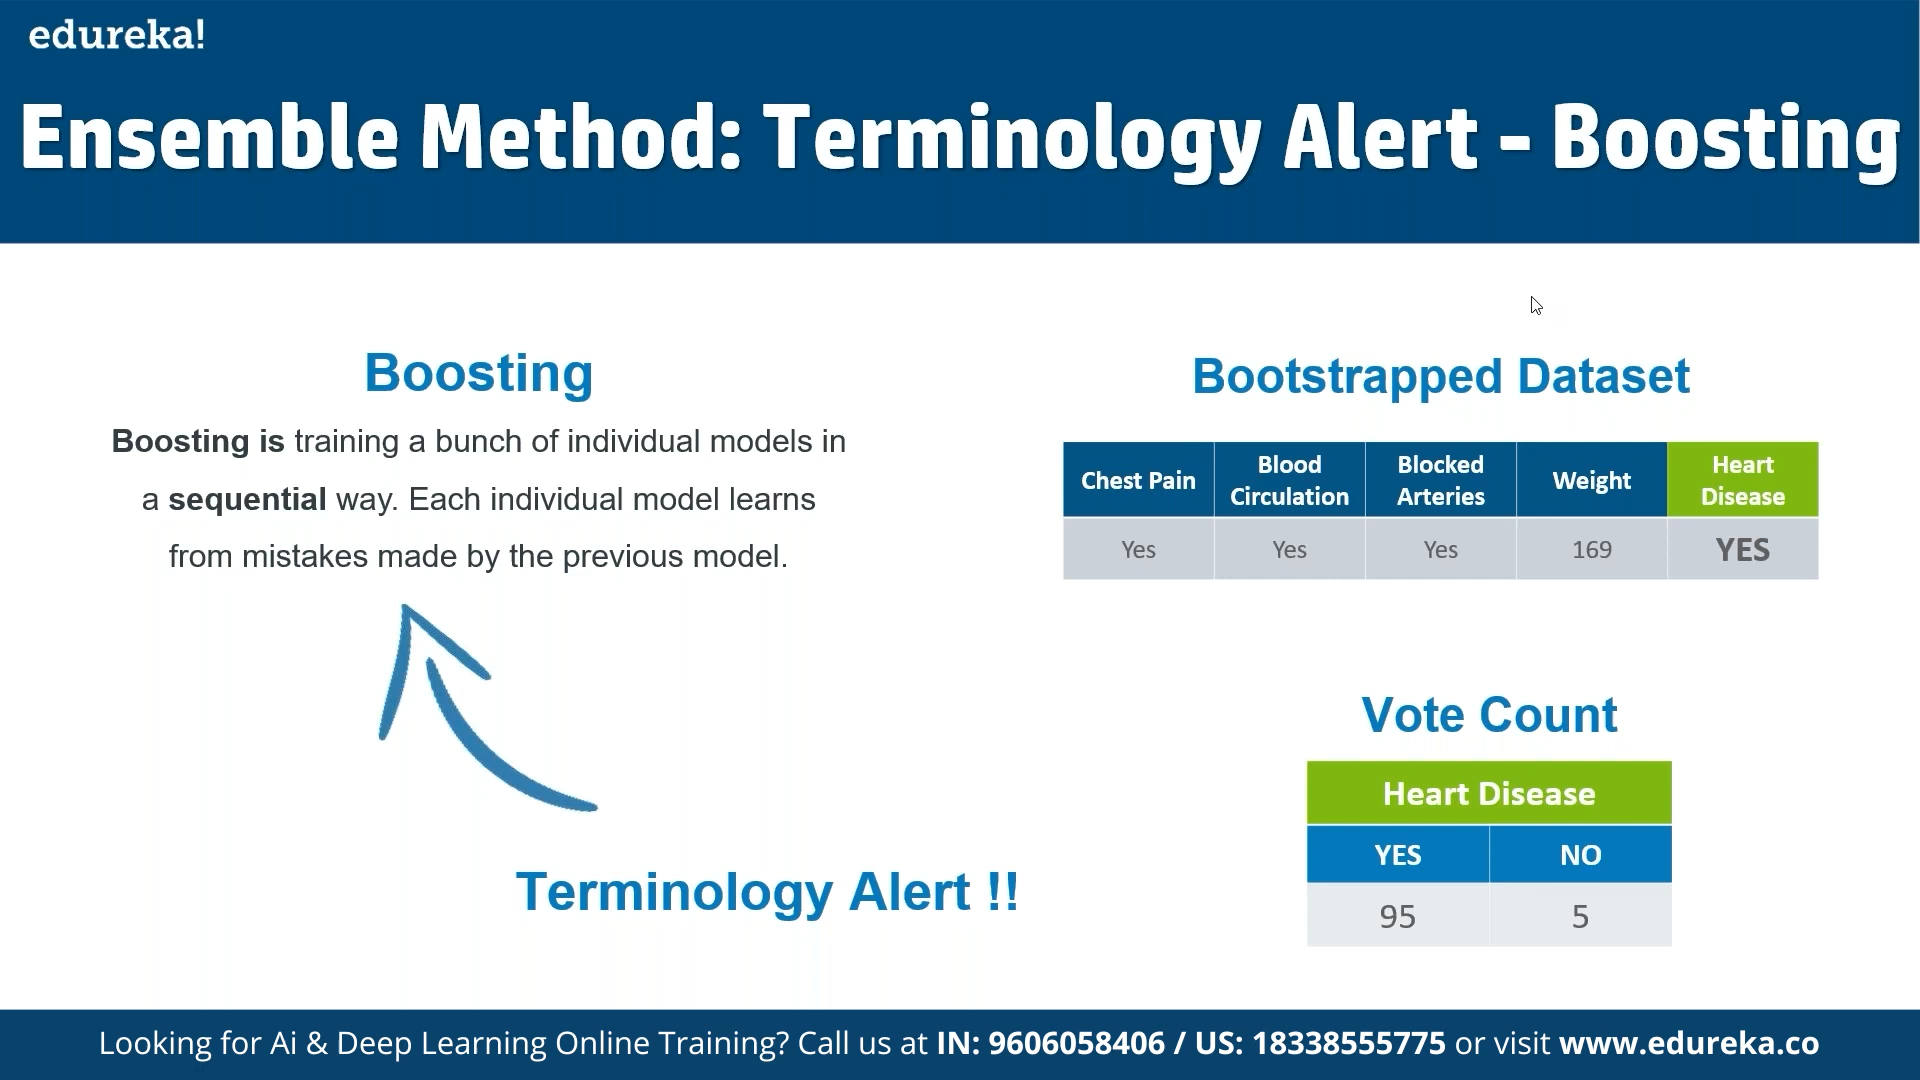 edureka!
Ensemble Method: Terminology Alert - Boosting
Boosting
Boosting is training a bunch of individual models in
a sequential way. Each individual model learns
from mistakes made by the previous model.
Terminology Alert !!
Bootstrapped Dataset
Chest Pain Blood Circulation Blocked Arteries Weight Heart Disease
Yes Yes Yes 169 YES
Vote Count
Heart Disease
YES NO
95 5
Looking for Ai & Deep Learning Online Training? Call us at IN: 9606058406 / US: 18338555775 or visit www.edureka.co